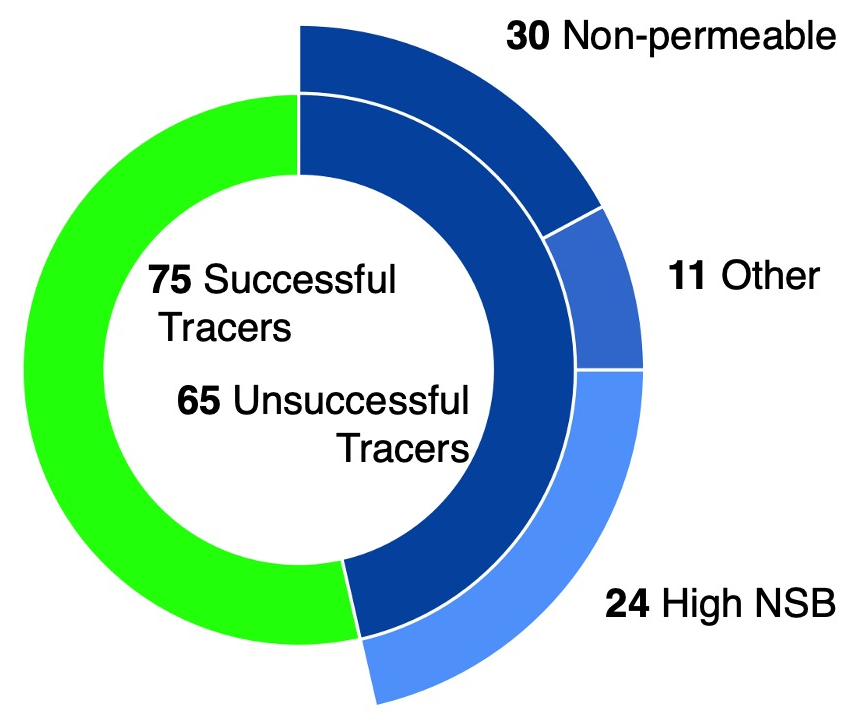 30 Non-permeable
11 Other
75 Successful
Tracers
65 Unsuccessful
Tracers
24 High NSB